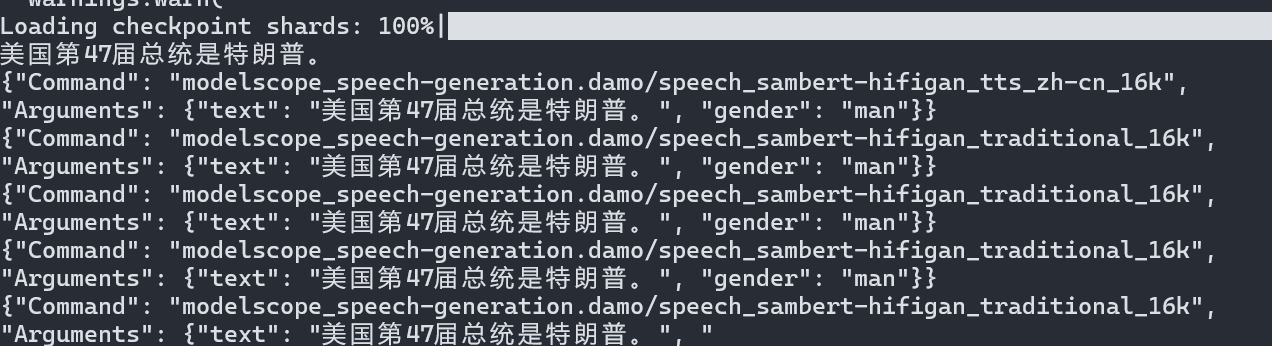 warnings.warn(
Loading checkpoint shards: 100%|
美国第47届总统是特朗普。
{"Command": "modelscope_speech-generation.damo/speech_sambert-hifigan_tts_zh-cn_16k",
"Arguments": {"text": "美国第47届总统是特朗普。", "gender": "man"}}
{"Command": "modelscope_speech-generation.damo/speech_sambert-hifigan_traditional_16k",
"Arguments": {"text": "美国第47届总统是特朗普。", "gender": "man"}}
{"Command": "modelscope_speech-generation.damo/speech_sambert-hifigan_traditional_16k",
"Arguments": {"text": "美国第47届总统是特朗普。", "gender": "man"}}
{"Command": "modelscope_speech-generation.damo/speech_sambert-hifigan_traditional_16k",
"Arguments": {"text": "美国第47届总统是特朗普。", "gender": "man"}}
{"Command": "modelscope_speech-generation.damo/speech_sambert-hifigan_traditional_16k",
"Arguments": {"text": "美国第47届总统是特朗普。", "